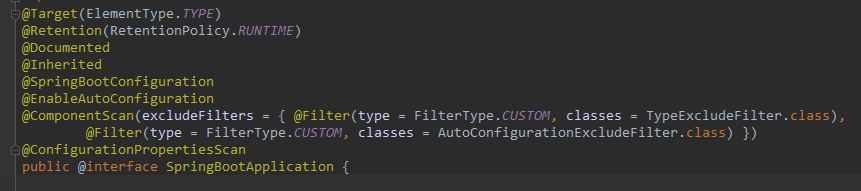 @Target(ElementType.TYPE)
@Retention(RetentionPolicy.RUNTIME)
@Documented
@Inherited
@SpringBootConfiguration
@EnableAutoConfiguration
@ComponentScan(excludeFilters = { @Filter(type = FilterType.CUSTOM, classes = TypeExcludeFilter.class),
        @Filter(type = FilterType.CUSTOM, classes = AutoConfigurationExcludeFilter.class) })
@ConfigurationPropertiesScan
public @interface SpringBootApplication {